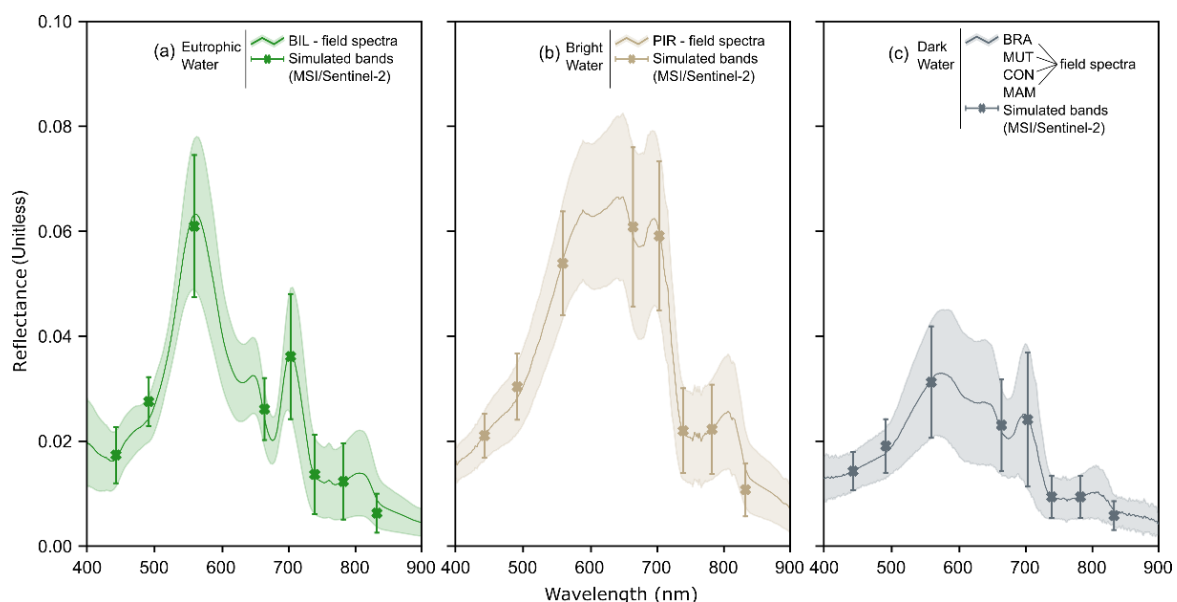 0.10
0.08
0.06
0.04
0.02
0.00
Reflectance (Unitless)
(a) Eutrophic
Water
BIL - field spectra
Simulated bands
(MSI/Sentinel-2)
400 500 600 700 800 900
(b) Bright
Water
PIR - field spectra
Simulated bands
(MSI/Sentinel-2)
400 500 600 700 800 900
(c) Dark
Water
BRA
MUT
CON
MAM
field spectra
Simulated bands
(MSI/Sentinel-2)
400 500 600 700 800 900
Wavelength (nm)